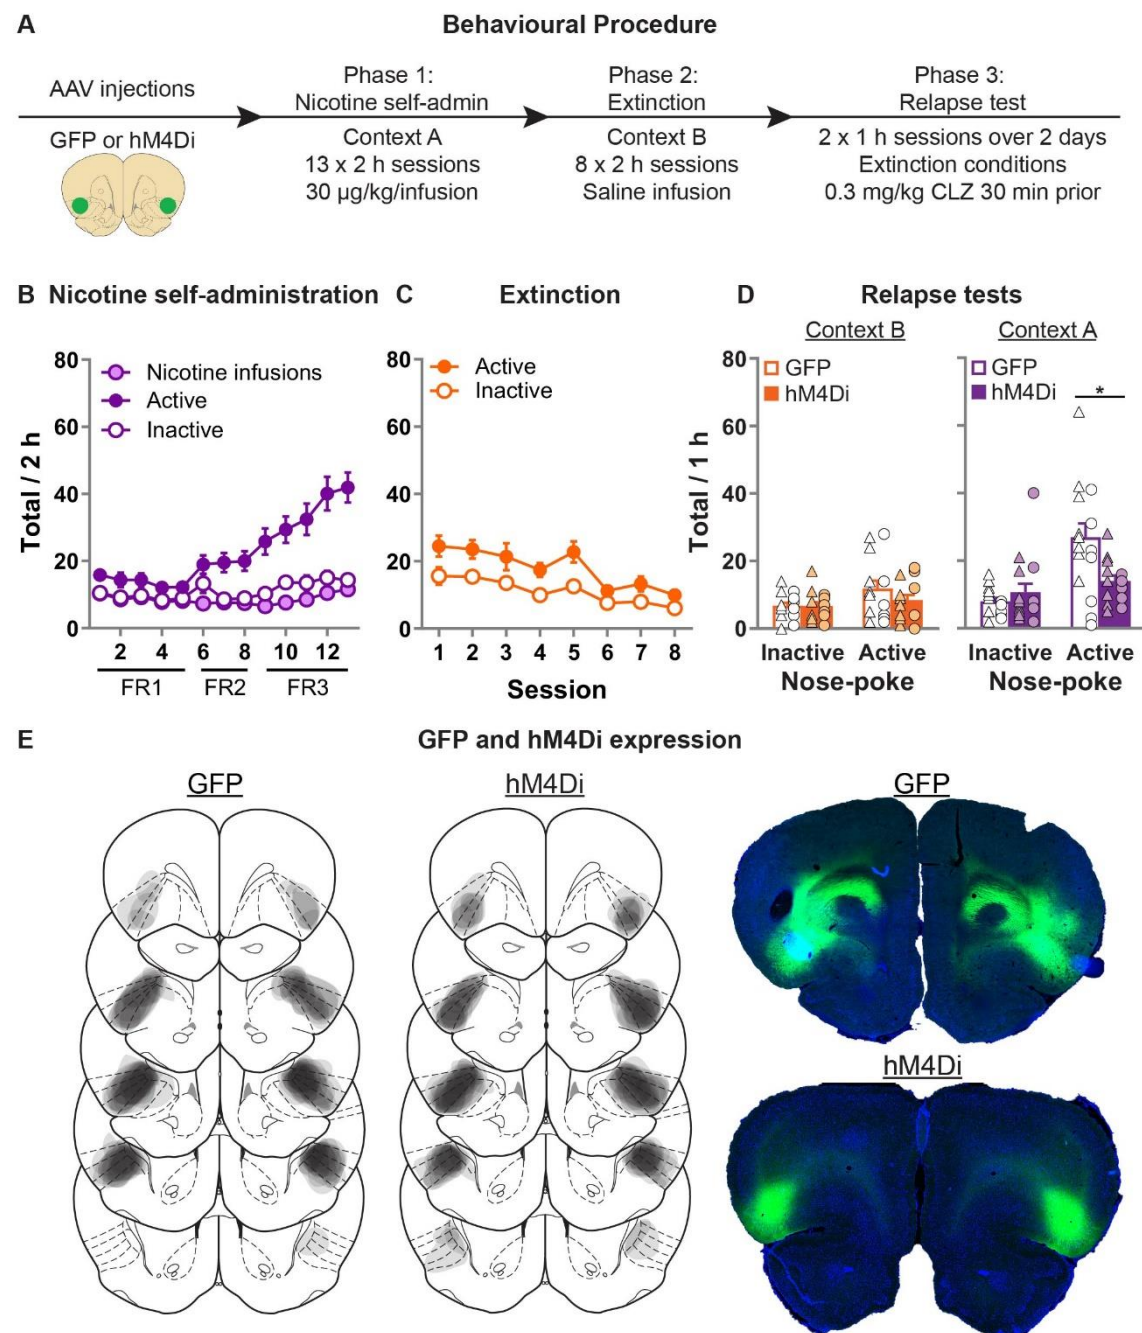 A
Behavioural Procedure
AAV injections
GFP or hM4Di
Phase 1:
Nicotine self-admin
Context A
13 x 2 h sessions
30 µg/kg/infusion
Phase 2:
Extinction
Context B
8 x 2 h sessions
Saline infusion
Phase 3:
Relapse test
2 x 1 h sessions over 2 days
Extinction conditions
0.3 mg/kg CLZ 30 min prior
B Nicotine self-administration
Total / 2 h
80
60
40
20
0
Nicotine infusions
Active
Inactive
2 4 6 8 10 12
FR1 FR2 FR3
C Extinction
80
60
40
20
0
Active
Inactive
1 2 3 4 5 6 7 8
Session
D Relapse tests
Context B
Total / 1 h
80
60
40
20
0
GFP
hM4Di
Inactive Active
Nose-poke
Context A
GFP
hM4Di
*
Inactive Active
Nose-poke
E
GFP and hM4Di expression
GFP
hM4Di
GFP
hM4Di